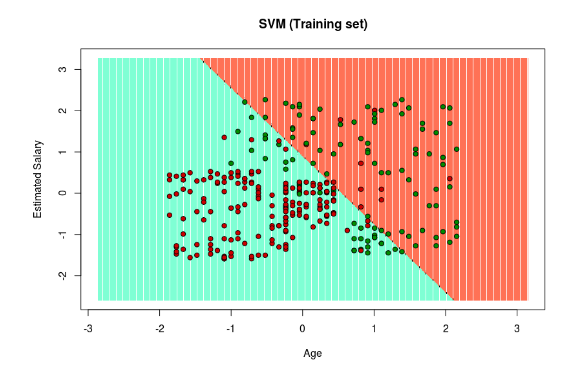 SVM (Training set)
Estimated Salary
3
2
1
0
-1
-2
-3 -2 -1 0 1 2 3
Age